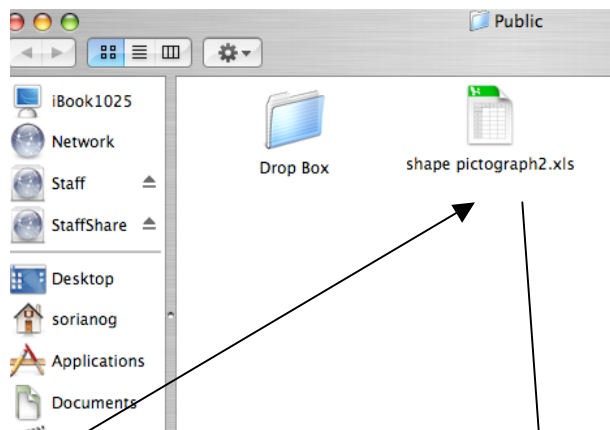 Public
iBook1025
Network
Staff
StaffShare
Desktop
sorianog
Applications
Documents
Drop Box
shape pictograph2.xls